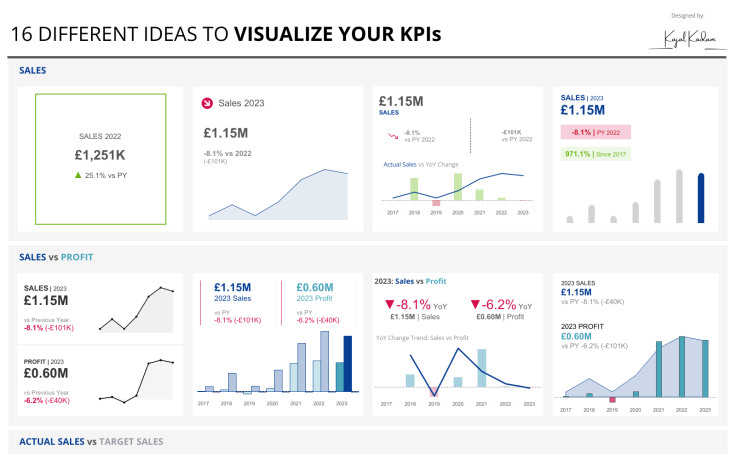 Designed by:
16 DIFFERENT IDEAS TO VISUALIZE YOUR KPIs
Kajal Kadam
SALES
SALES 2022
£1,251K
▲ 25.1% vs PY
Sales 2023
£1.15M
-8.1% vs 2022
(-£101K)
£1.15M
SALES
-8.1%
vs PY 2022
-£101K
vs PY 2022
Actual Sales vs YoY Change
2017 2018 2019 2020 2021 2022 2023
SALES | 2023
£1.15M
-8.1% | PY 2022
971.1% | Since 2017
SALES vs PROFIT
SALES | 2023
£1.15M
vs Previous Year
-8.1% (-£101K)
PROFIT | 2023
£0.60M
vs Previous Year
-6.2% (-£40K)
£1.15M
2023 Sales
vs PY
-8.1% (-£101K)
£0.60M
2023 Profit
vs PY
-6.2% (-£40K)
2017 2018 2019 2020 2021 2022 2023
2023: Sales vs Profit
▼-8.1% YoY
£1.15M | Sales
▼-6.2% YoY
£0.60M | Profit
YoY Change Trend: Sales vs Profit
2017 2018 2019 2020 2021 2022 2023
2023 SALES
£1.15M
vs PY -8.1% (-£40K)
2023 PROFIT
£0.60M
vs PY -6.2% (-£101K)
2017 2018 2019 2020 2021 2022 2023
ACTUAL SALES vs TARGET SALES